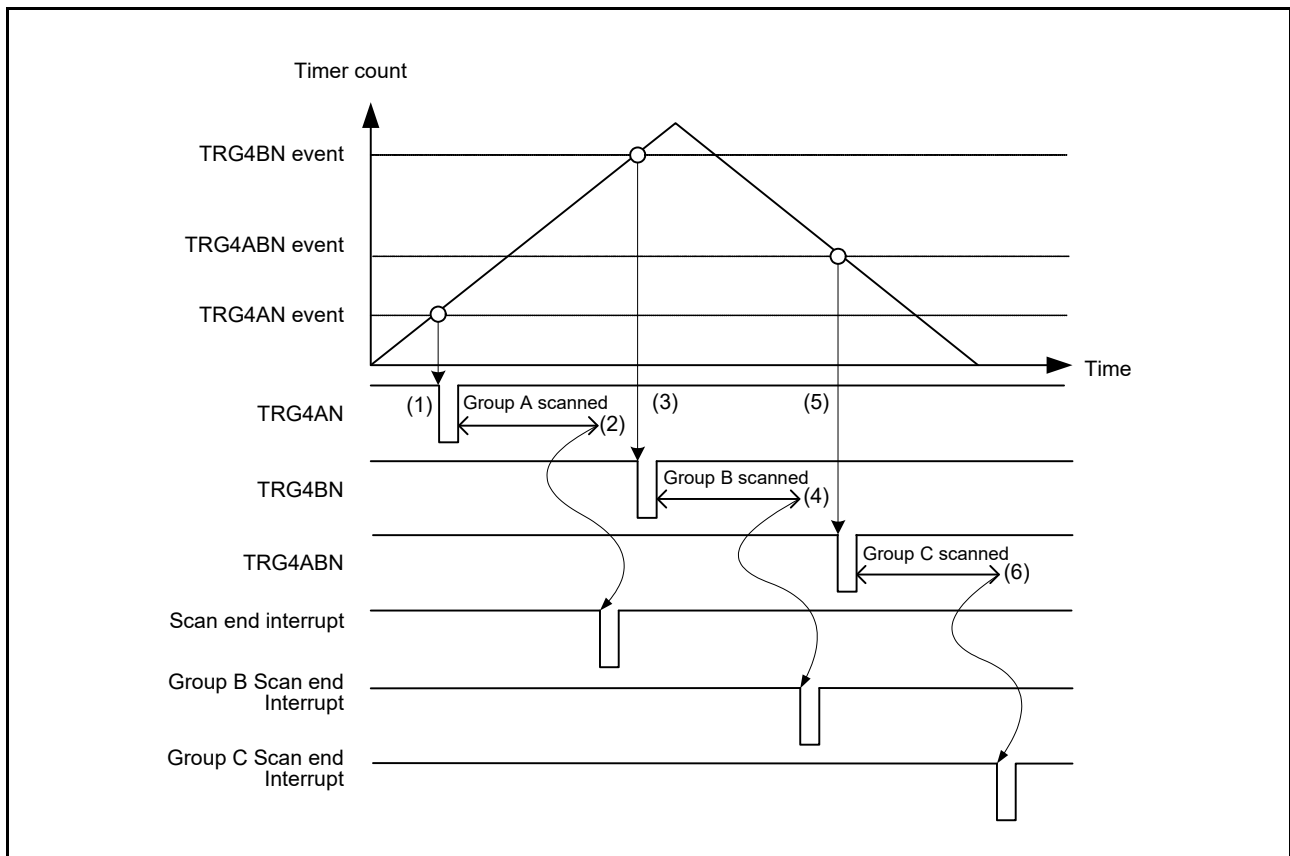 Timer count
TRG4BN event
TRG4ABN event
TRG4AN event
Time
(1)
Group A scanned
(2)
(3)
(5)
TRG4AN
Group B scanned
(4)
TRG4BN
Group C scanned
(6)
TRG4ABN
Scan end interrupt
Group B Scan end
Interrupt
Group C Scan end
Interrupt